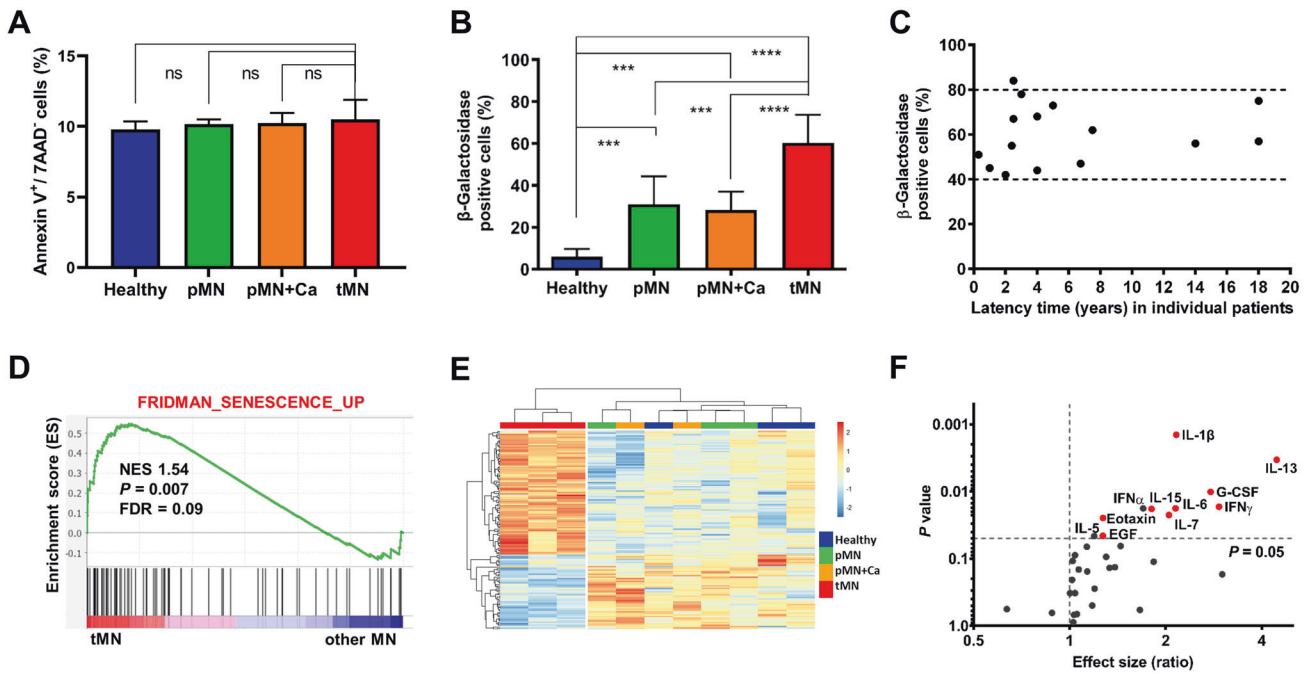 A
Annexin V⁺/ 7AAD⁻ cells (%)
15
10
5
0
ns
ns
ns
Healthy
pMN
pMN+Ca
tMN
B
β-Galactosidase
positive cells (%)
100
80
60
40
20
0
****
***
***
****
***
Healthy
pMN
pMN+Ca
tMN
C
β-Galactosidase
positive cells (%)
100
80
60
40
20
0
0 2 4 6 8 10 12 14 16 18 20
Latency time (years) in individual patients
D
FRIDMAN_SENESCENCE_UP
Enrichment score (ES)
0.5
0.4
0.3
0.2
0.1
0.0
-0.1
NES 1.54
P = 0.007
FDR = 0.09
tMN
other MN
E
2
1
0
-1
-2
Healthy
pMN
pMN+Ca
tMN
F
P value
0.001
0.01
0.1
1.0
IL-1β
IL-13
G-CSF
IFNα
IL-15
IL-6
IFNγ
Eotaxin
IL-7
IL-5
EGF
P = 0.05
0.5
1
2
4
Effect size (ratio)